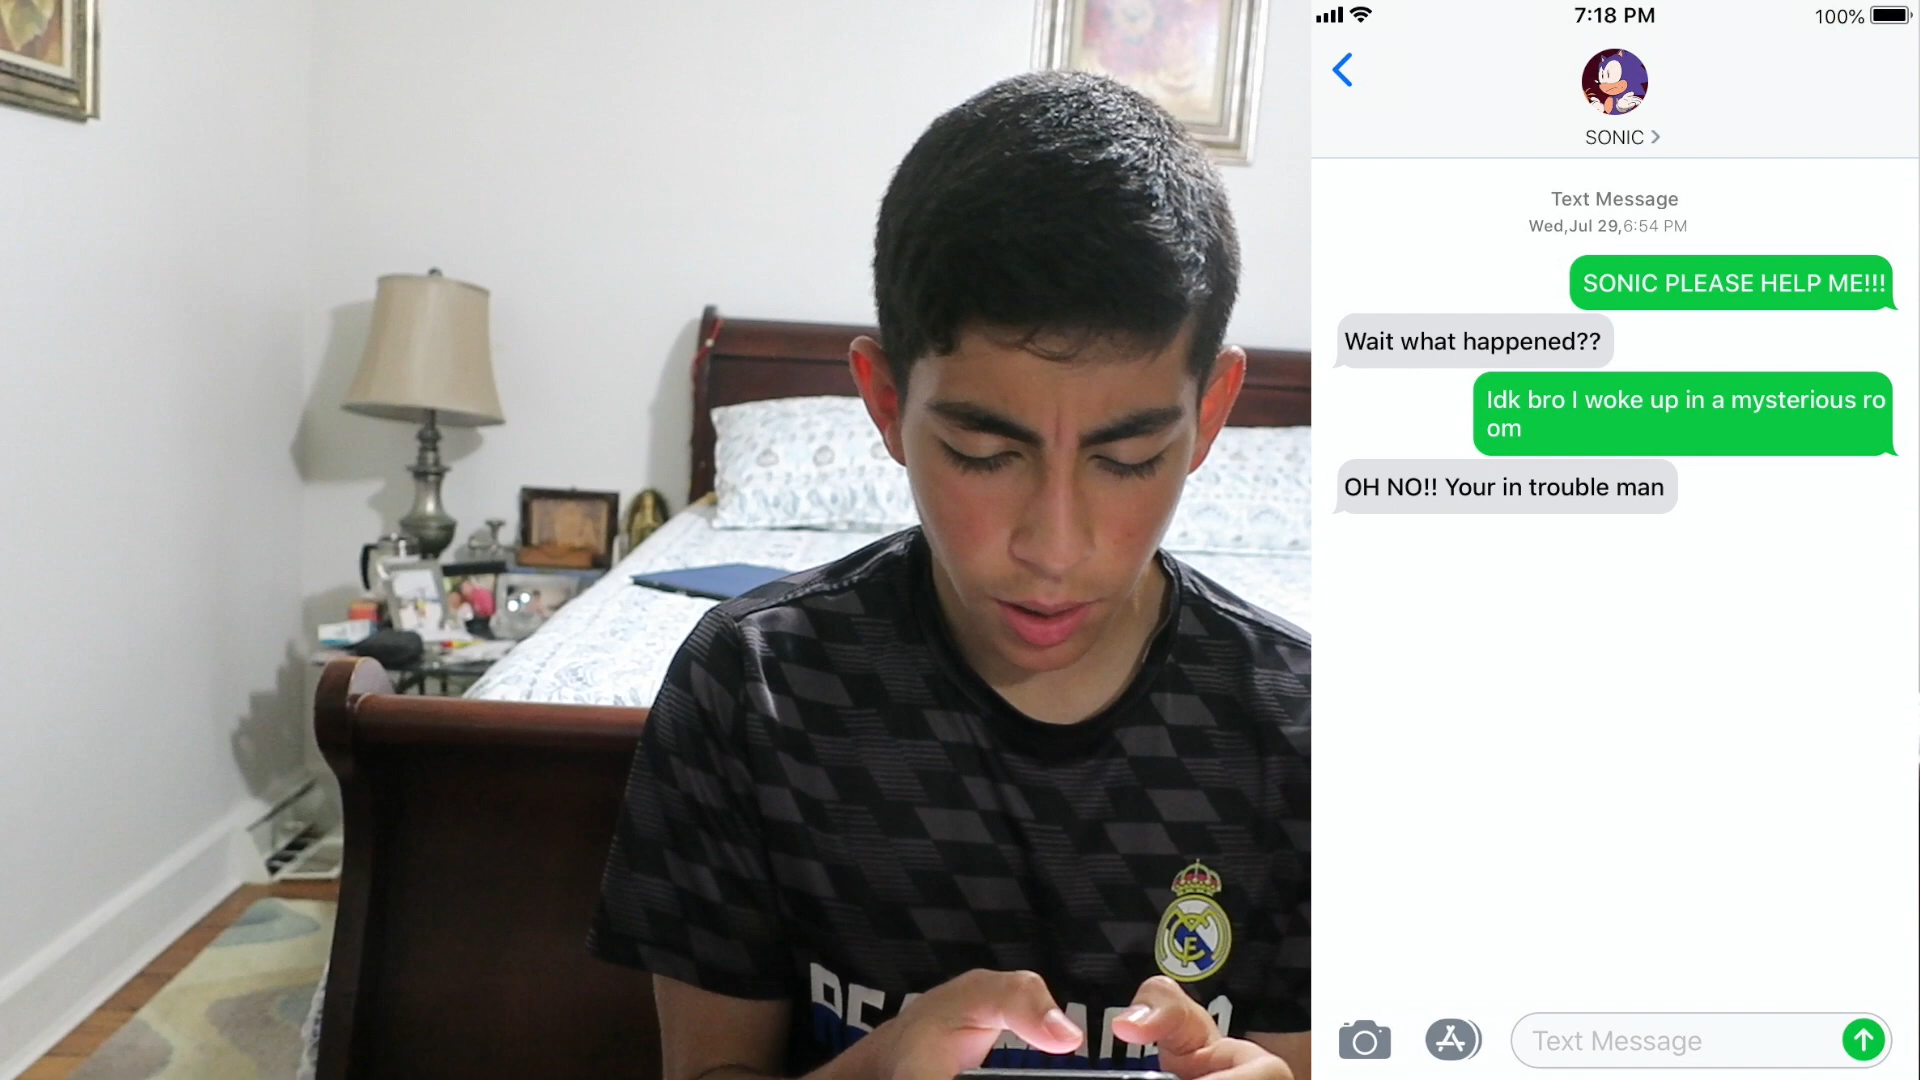 7:18 PM
100%
SONIC >
Text Message
Wed,Jul 29,6:54 PM
SONIC PLEASE HELP ME!!!
Wait what happened??
Idk bro I woke up in a mysterious ro
om
OH NO!! Your in trouble man
Text Message